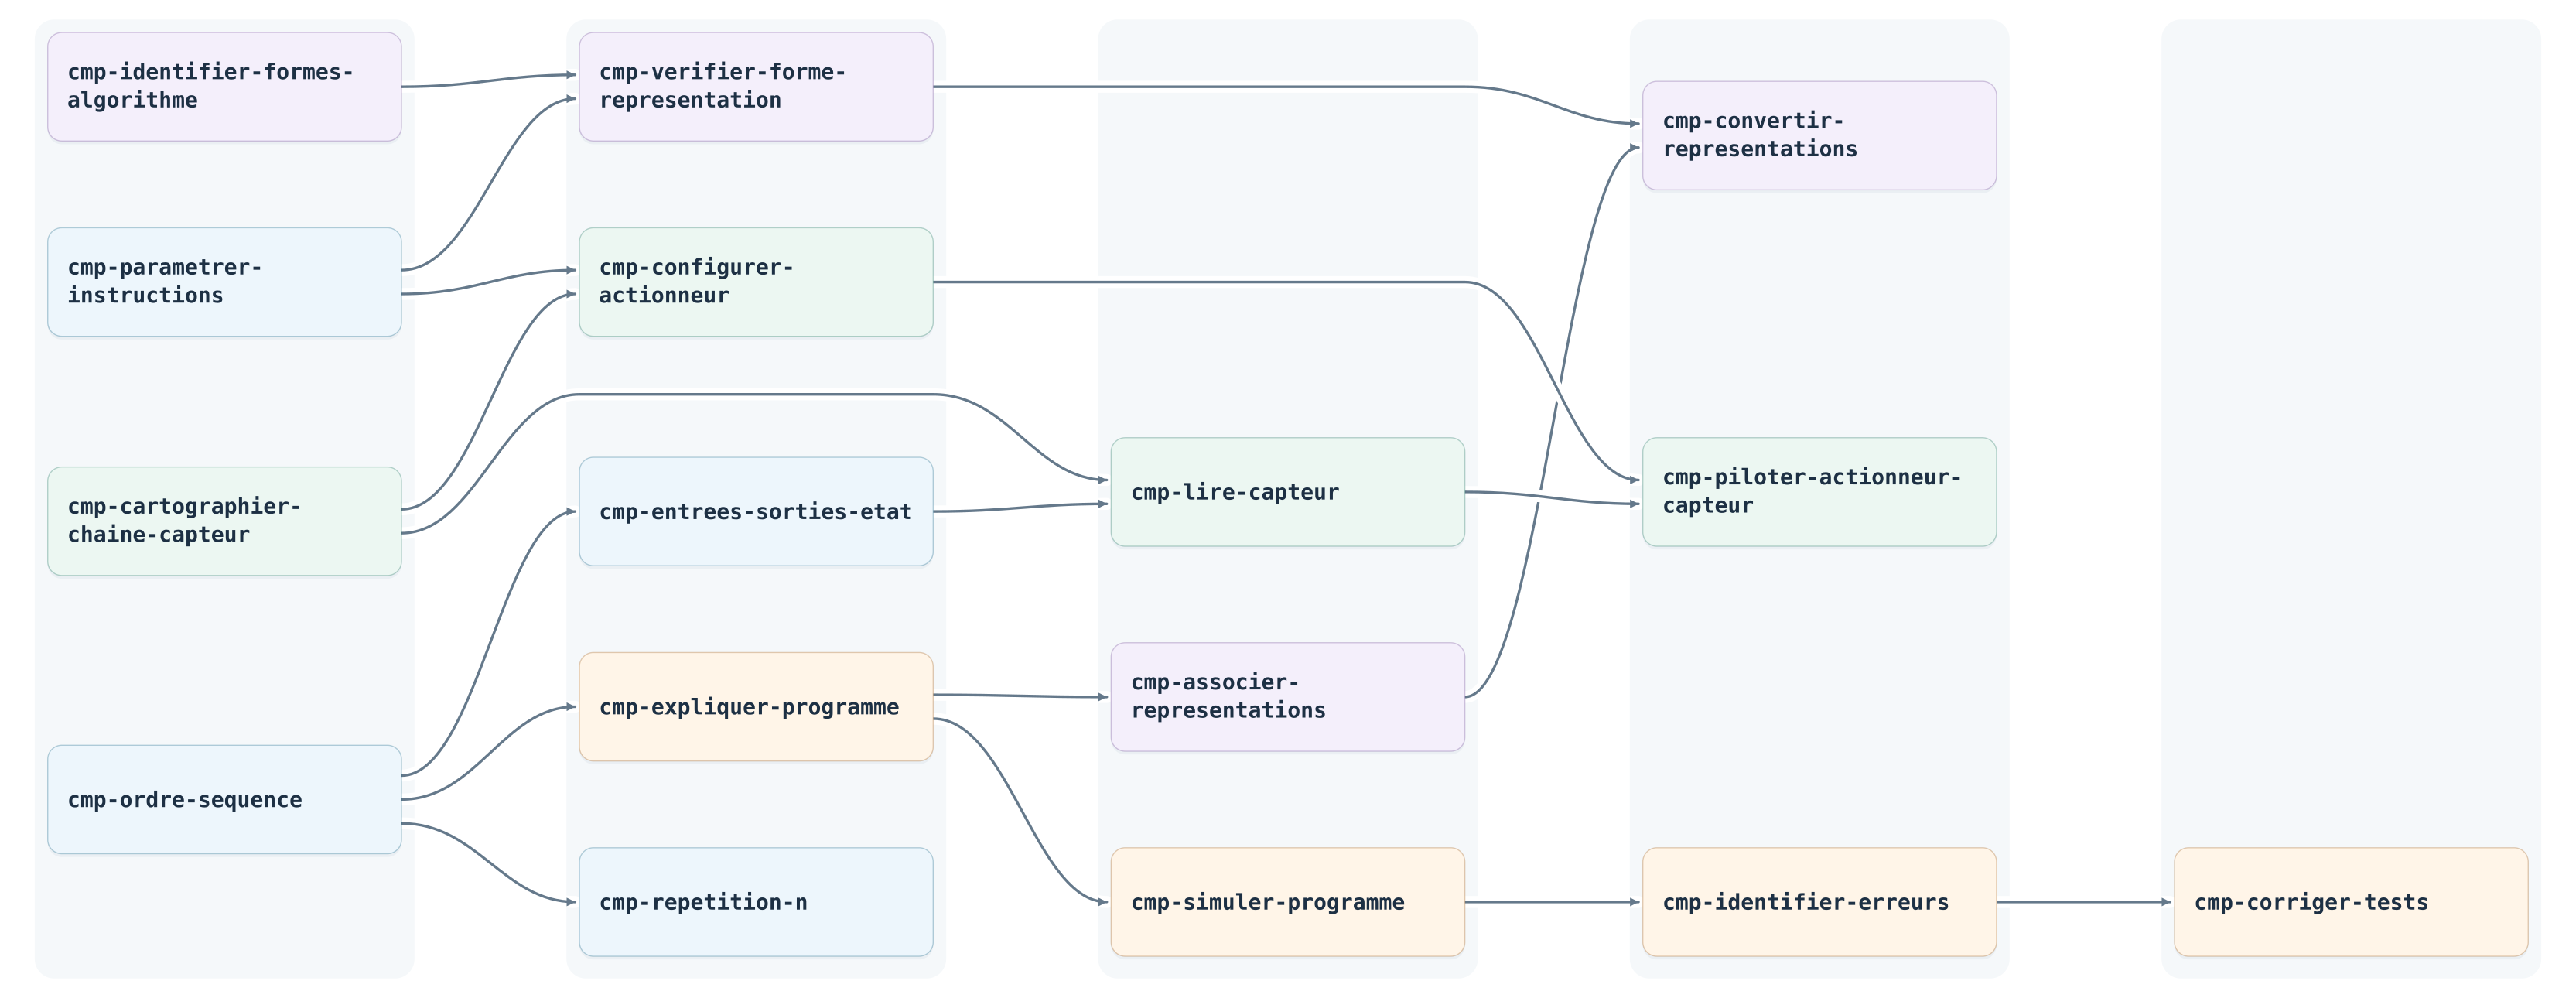 cmp-identifier-formes-
algorithme
cmp-parametrer-
instructions
cmp-cartographier-
chaine-capteur
cmp-ordre-sequence
cmp-verifier-forme-
representation
cmp-configurer-
actionneur
cmp-entrees-sorties-etat
cmp-expliquer-programme
cmp-repetition-n
cmp-lire-capteur
cmp-associer-
representations
cmp-simuler-programme
cmp-convertir-
representations
cmp-piloter-actionneur-
capteur
cmp-identifier-erreurs
cmp-corriger-tests